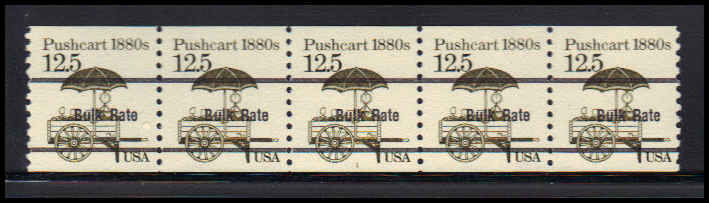 Pushcart 1880s Pushcart 1880s Pushcart 1880s Pushcart 1880s Pushcart 1880s
12.5 12.5 12.5 12.5 12.5
Bulk Rate Bulk Rate Bulk Rate Bulk Rate Bulk Rate
USA USA USA USA USA
1